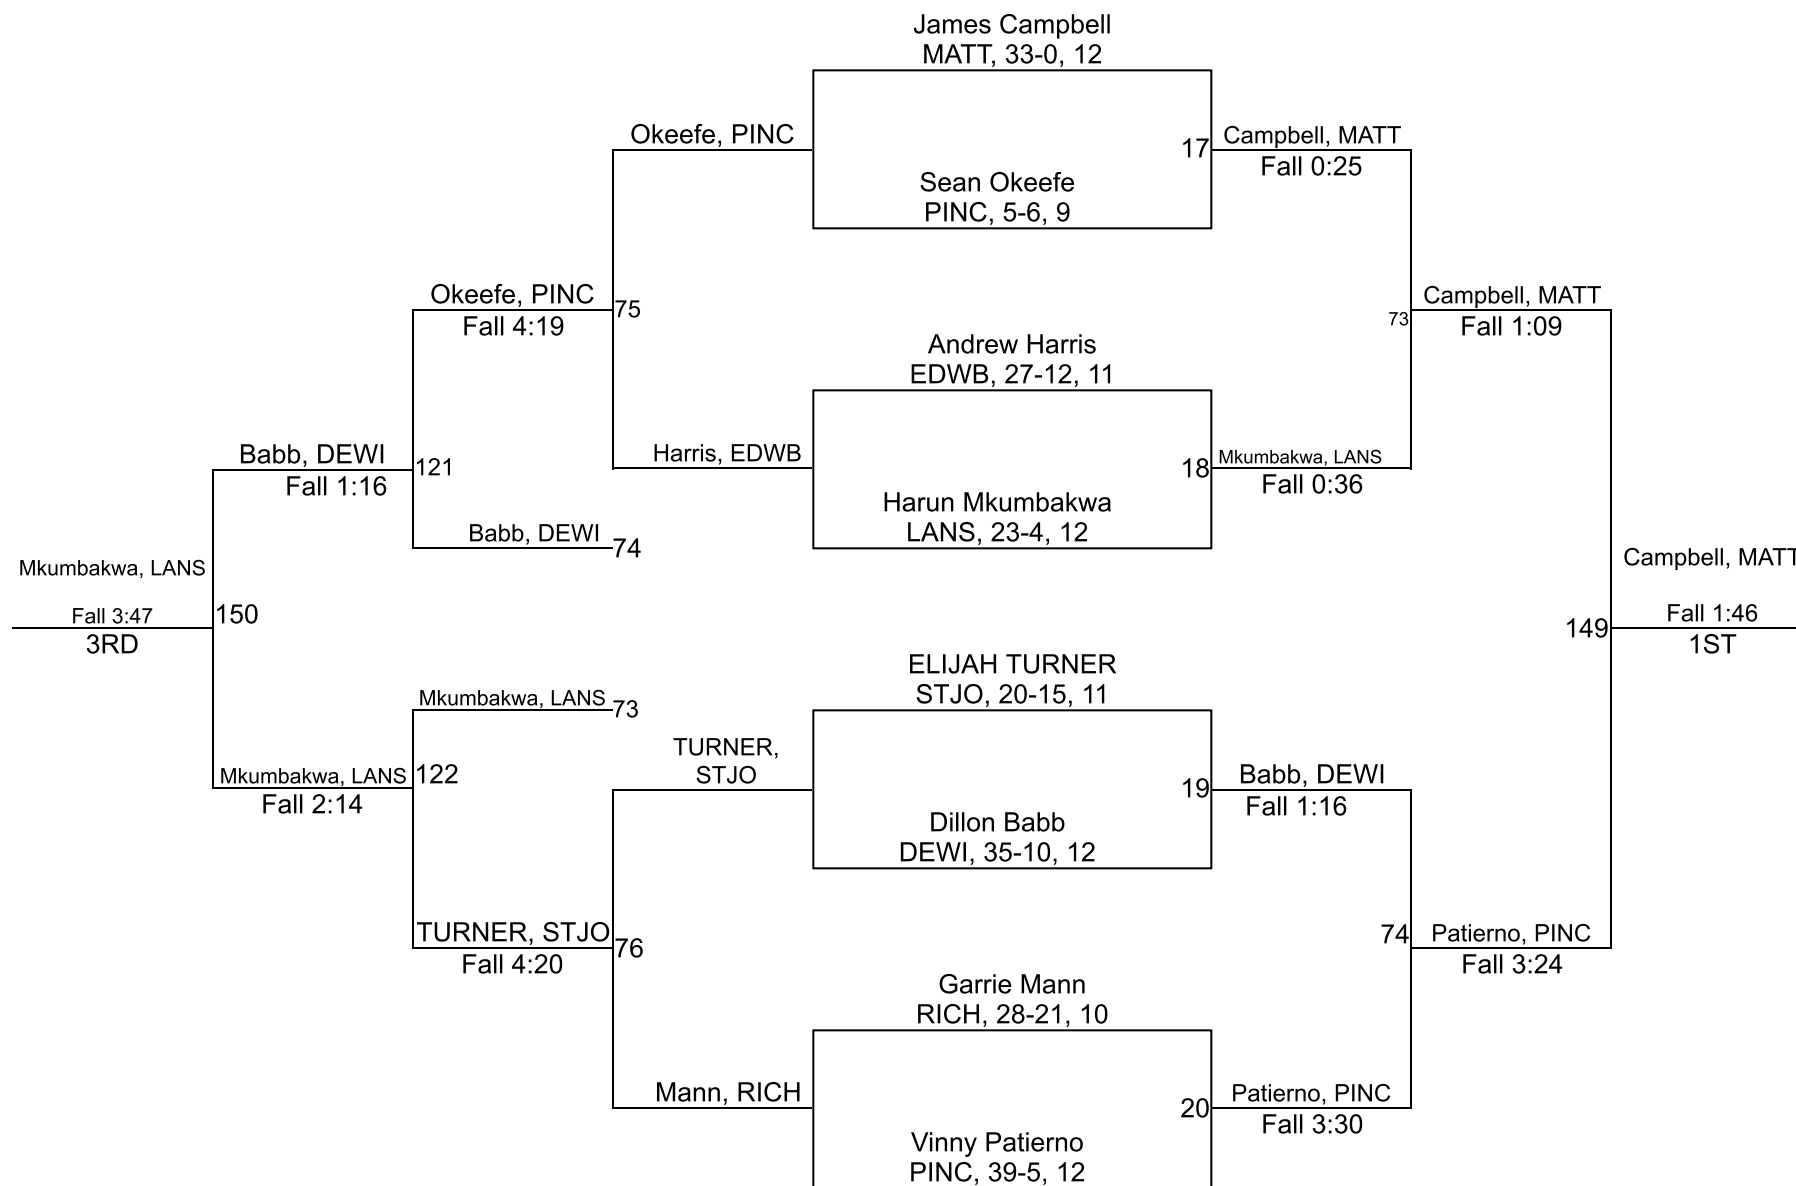 James Campbell
MATT, 33-0, 12
Okeefe, PINC
17
Campbell, MATT
Fall 0:25
Sean Okeefe
PINC, 5-6, 9
Okeefe, PINC
Fall 4:19
75
Campbell, MATT
73
Fall 1:09
Andrew Harris
EDWB, 27-12, 11
Babb, DEWI
Fall 1:16
121
Harris, EDWB
18
Mkumbakwa, LANS
Fall 0:36
Harun Mkumbakwa
LANS, 23-4, 12
Babb, DEWI
74
Mkumbakwa, LANS
Fall 3:47
3RD
150
Campbell, MATT
149
Fall 1:46
1ST
ELIJAH TURNER
STJO, 20-15, 11
Mkumbakwa, LANS
73
TURNER,
STJO
Mkumbakwa, LANS
Fall 2:14
122
19
Babb, DEWI
Fall 1:16
Dillon Babb
DEWI, 35-10, 12
TURNER, STJO
Fall 4:20
76
74
Patierno, PINC
Fall 3:24
Garrie Mann
RICH, 28-21, 10
Mann, RICH
20
Patierno, PINC
Fall 3:30
Vinny Patierno
PINC, 39-5, 12